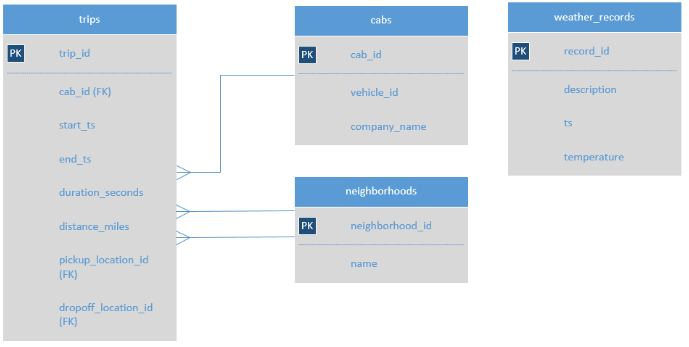 trips
PK trip_id
cab_id (FK)
start_ts
end_ts
duration_seconds
distance_miles
pickup_location_id
(FK)
dropoff_location_id
(FK)
cabs
PK cab_id
vehicle_id
company_name
neighborhoods
PK neighborhood_id
name
weather_records
PK record_id
description
ts
temperature